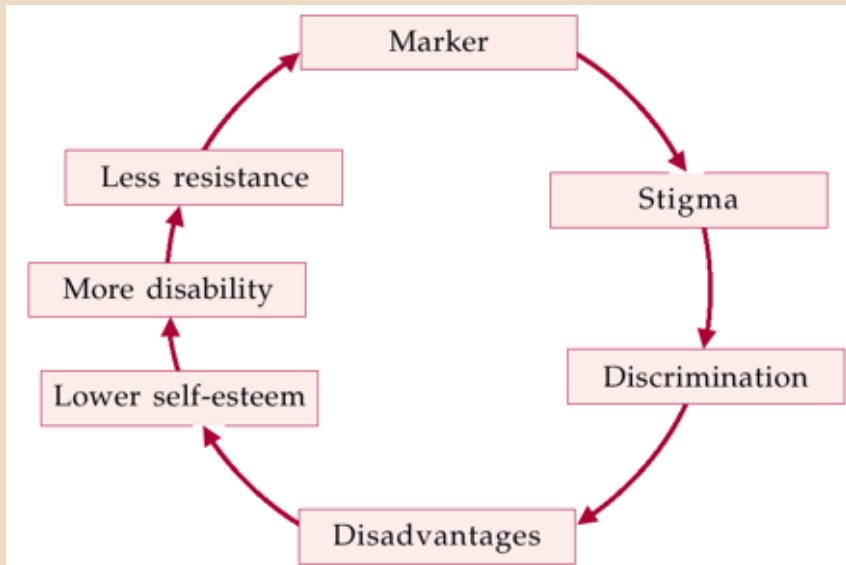 Marker
Stigma
Discrimination
Disadvantages
Lower self-esteem
More disability
Less resistance